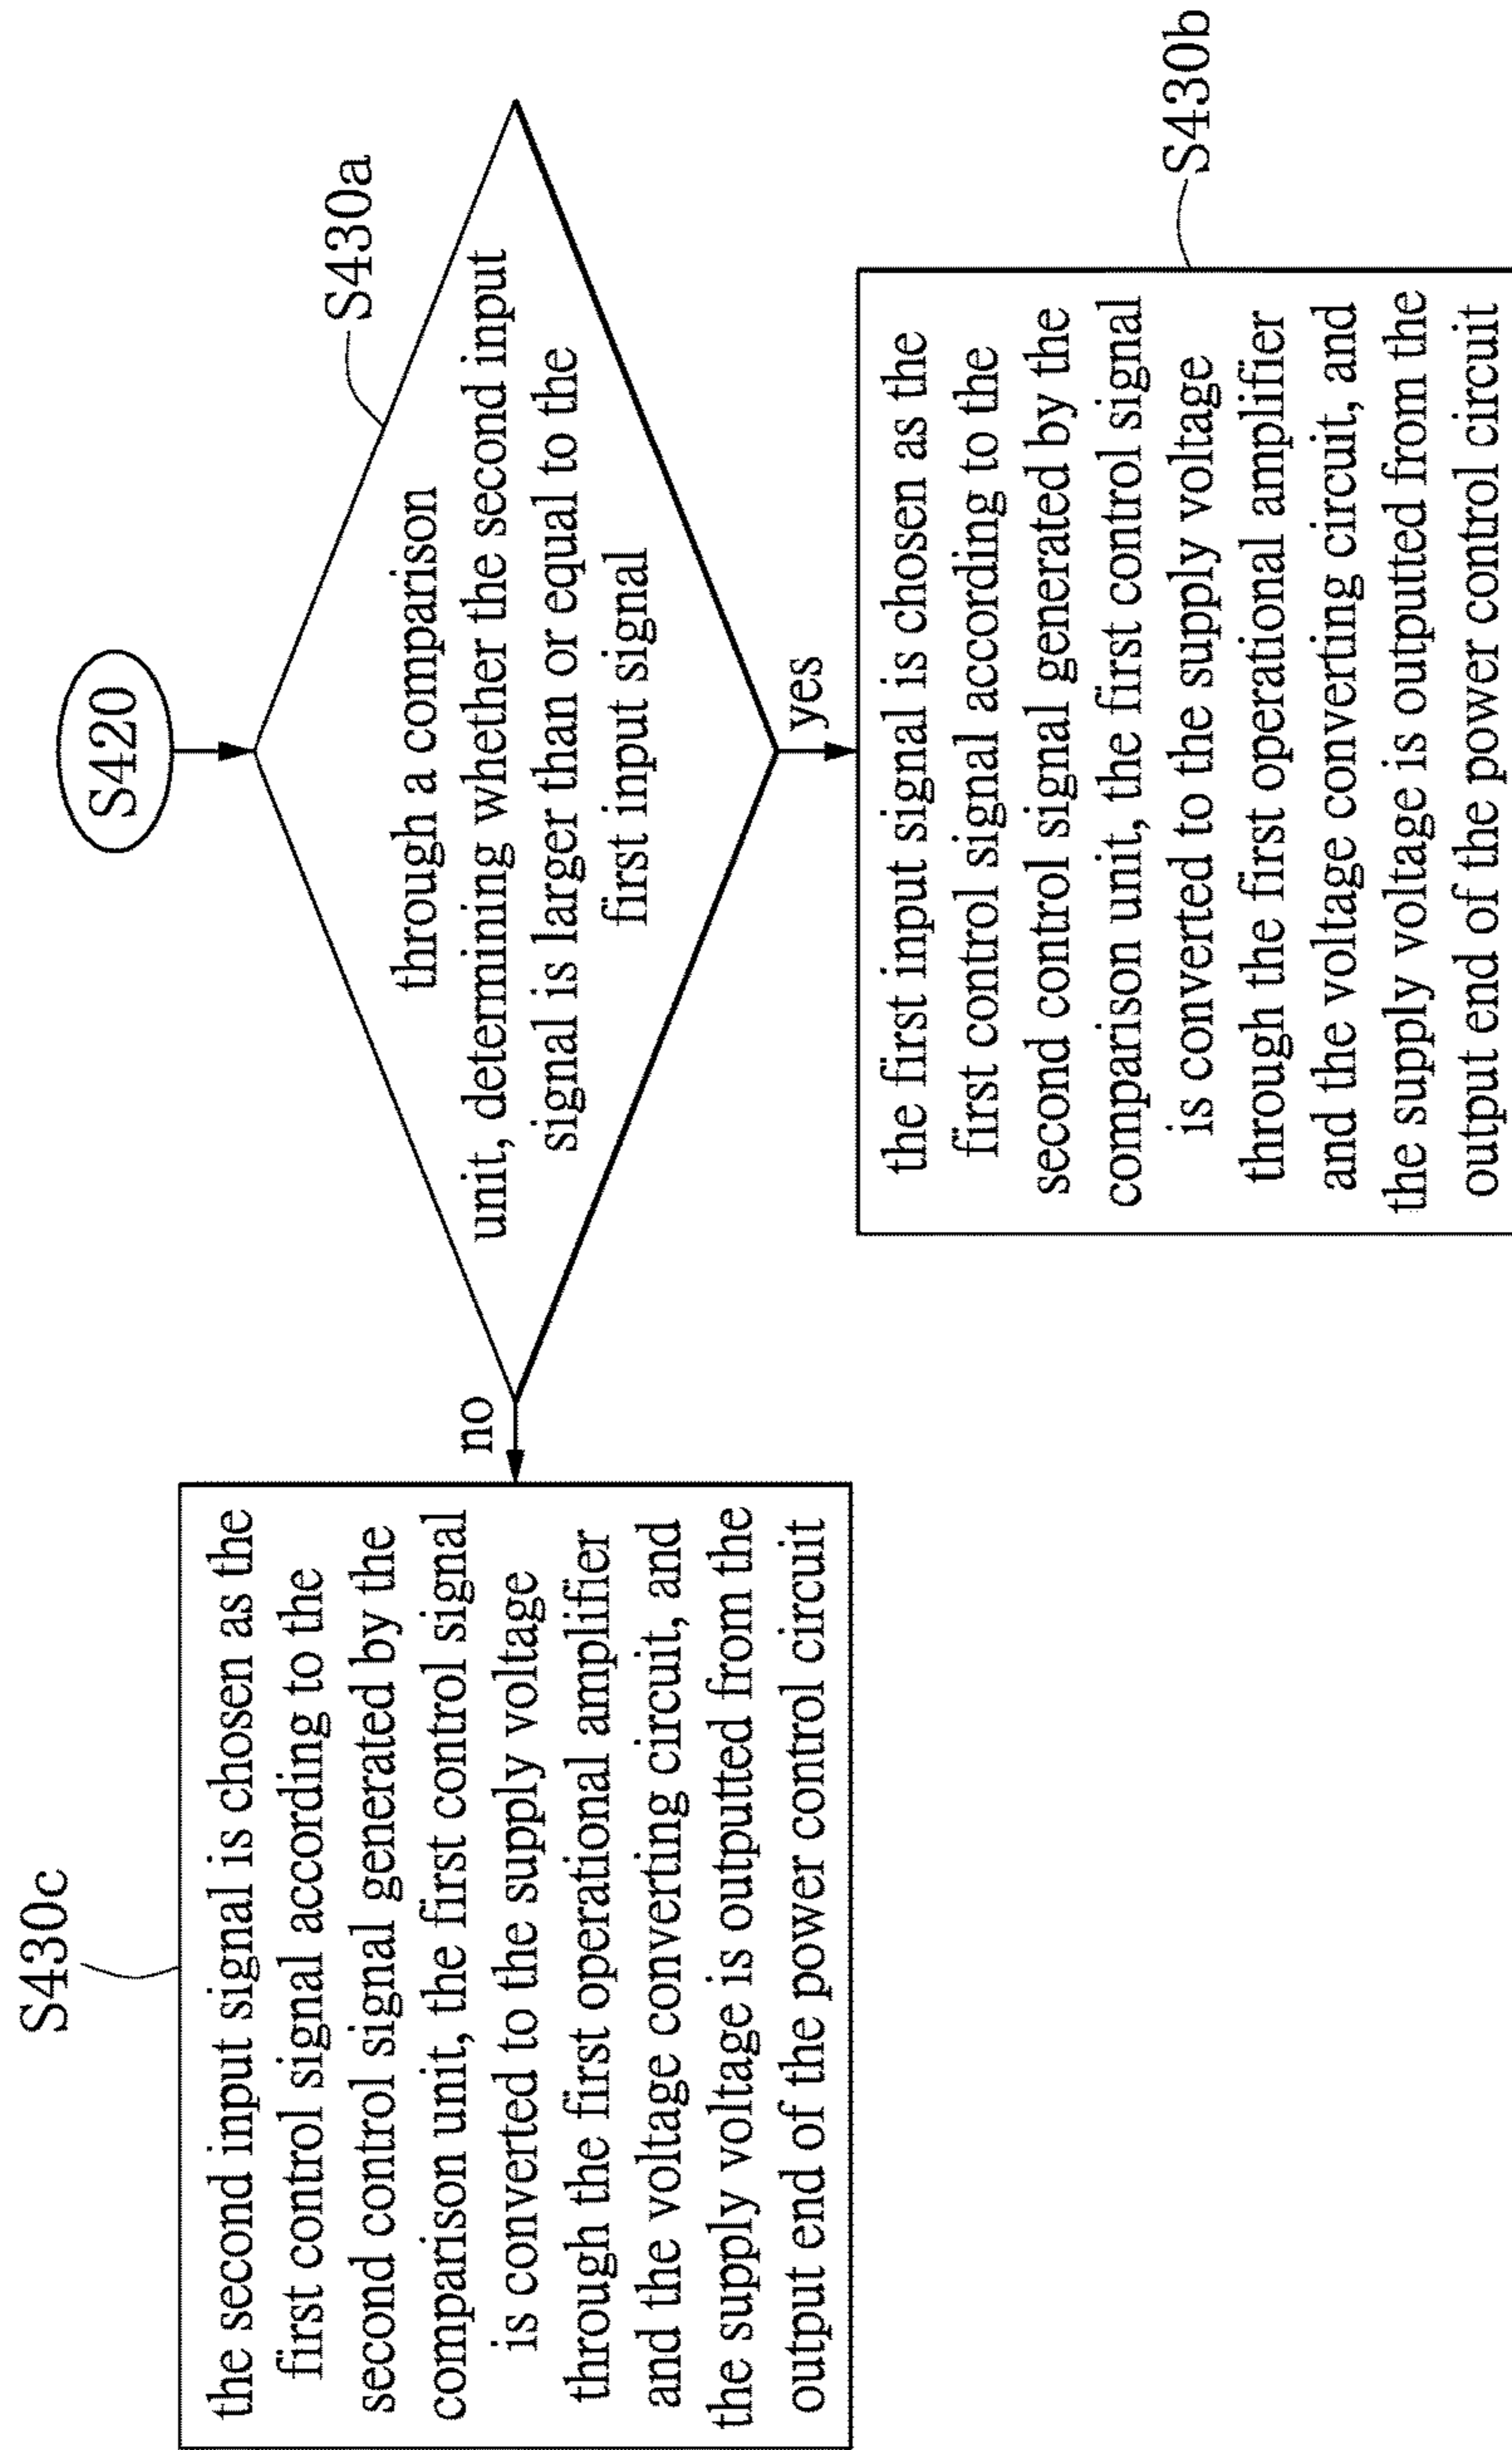 S420
S430a
through a comparison
unit, determining whether the second input
signal is larger than or equal to the
first input signal
no
yes
S430c
the second input signal is chosen as the
first control signal according to the
second control signal generated by the
comparison unit, the first control signal
is converted to the supply voltage
through the first operational amplifier
and the voltage converting circuit, and
the supply voltage is outputted from the
output end of the power control circuit
S430b
the first input signal is chosen as the
first control signal according to the
second control signal generated by the
comparison unit, the first control signal
is converted to the supply voltage
through the first operational amplifier
and the voltage converting circuit, and
the supply voltage is outputted from the
output end of the power control circuit